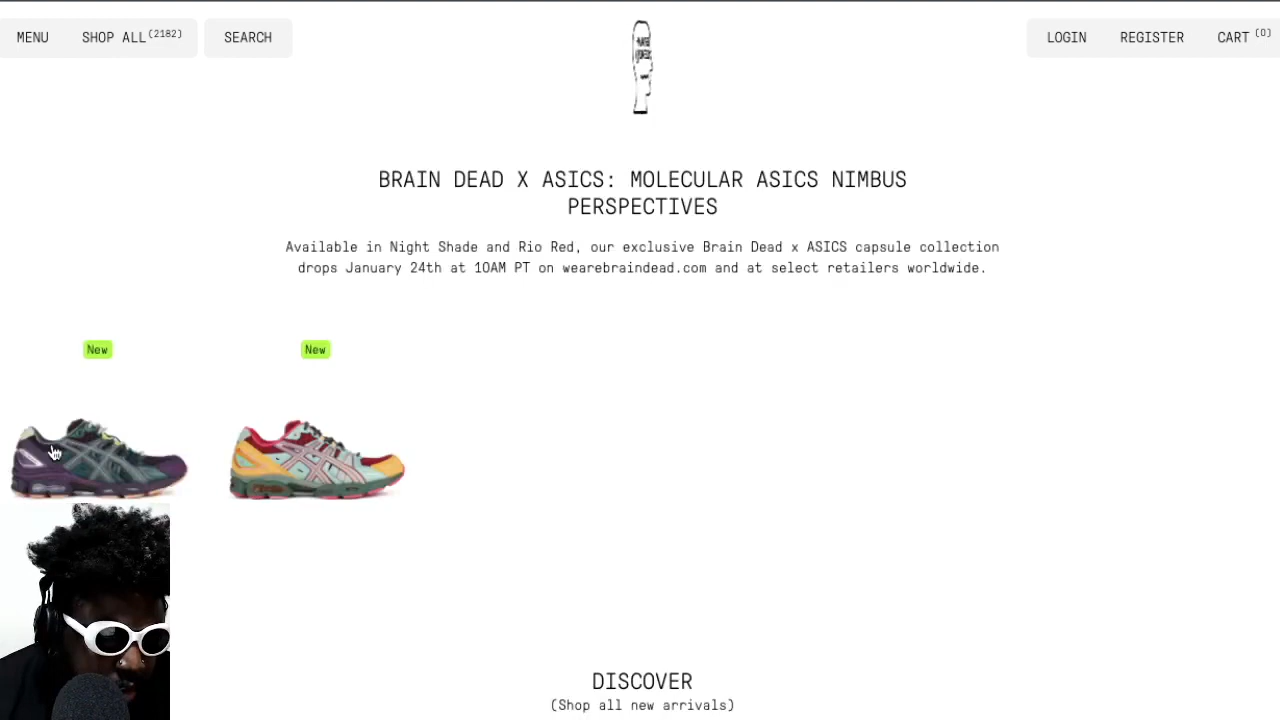 MENU
SHOP ALL(2182)
SEARCH
LOGIN
REGISTER
CART (0)
BRAIN DEAD X ASICS: MOLECULAR ASICS NIMBUS
PERSPECTIVES
Available in Night Shade and Rio Red, our exclusive Brain Dead x ASICS capsule collection
drops January 24th at 10AM PT on wearebraindead.com and at select retailers worldwide.
New
New
DISCOVER
(Shop all new arrivals)